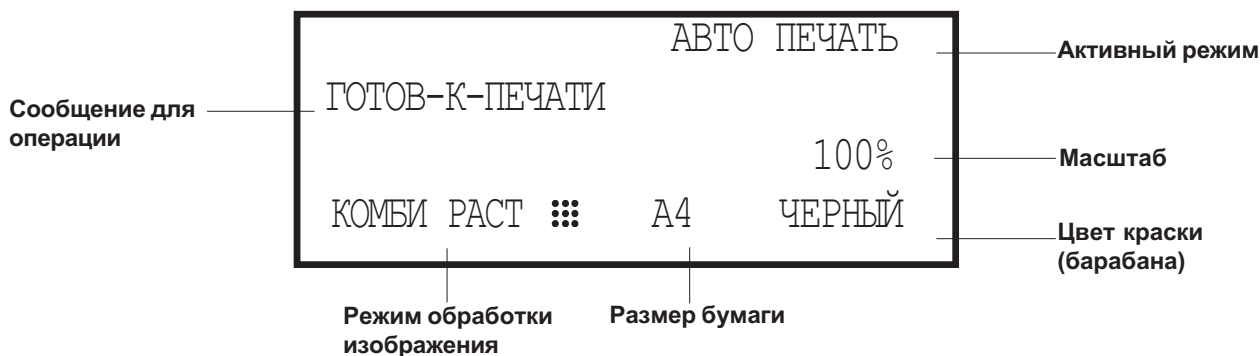 АВТО ПЕЧАТЬ
Активный режим
ГОТОВ-К-ПЕЧАТИ
Сообщение для
операции
100%
Масштаб
КОМБИ РАСТ A4 ЧЕРНЫЙ
Цвет краски
(барабана)
Режим обработки
изображения
Размер бумаги